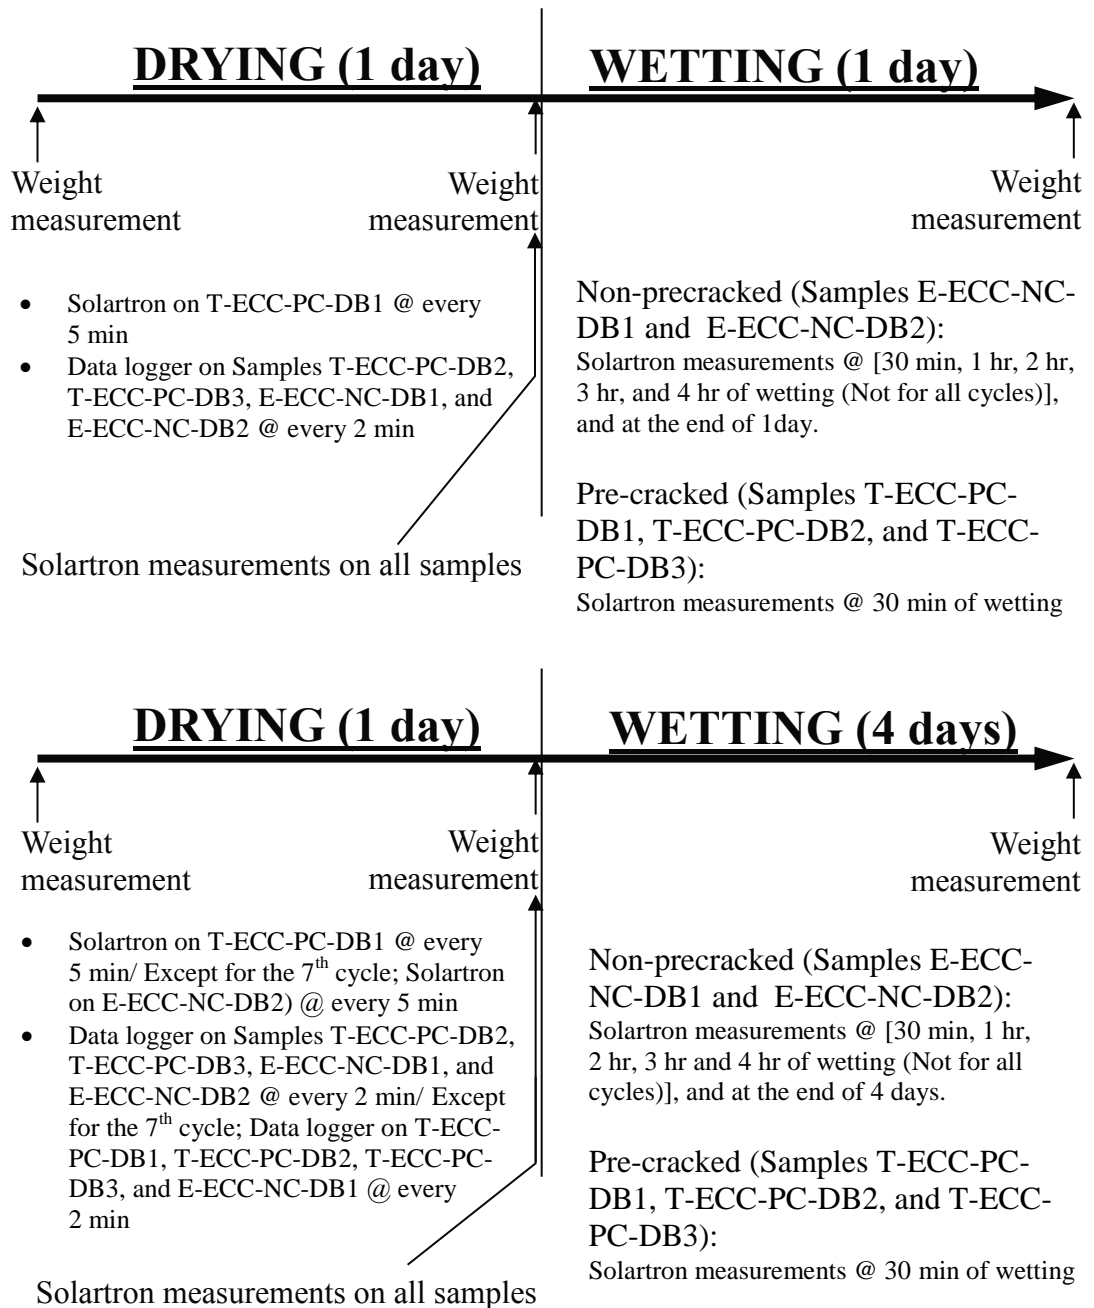 DRYING (1 day)
WETTING (1 day)
Weight
measurement
Weight
measurement
Weight
measurement
• Solartron on T-ECC-PC-DB1 @ every
5 min
• Data logger on Samples T-ECC-PC-DB2,
T-ECC-PC-DB3, E-ECC-NC-DB1, and
E-ECC-NC-DB2 @ every 2 min
Solartron measurements on all samples
Non-precracked (Samples E-ECC-NC-
DB1 and E-ECC-NC-DB2):
Solartron measurements @ [30 min, 1 hr, 2 hr,
3 hr, and 4 hr of wetting (Not for all cycles)],
and at the end of 1day.
Pre-cracked (Samples T-ECC-PC-
DB1, T-ECC-PC-DB2, and T-ECC-
PC-DB3):
Solartron measurements @ 30 min of wetting
DRYING (1 day)
WETTING (4 days)
Weight
measurement
Weight
measurement
Weight
measurement
• Solartron on T-ECC-PC-DB1 @ every
5 min/ Except for the 7th cycle; Solartron
on E-ECC-NC-DB2) @ every 5 min
• Data logger on Samples T-ECC-PC-DB2,
T-ECC-PC-DB3, E-ECC-NC-DB1, and
E-ECC-NC-DB2 @ every 2 min/ Except
for the 7th cycle; Data logger on T-ECC-
PC-DB1, T-ECC-PC-DB2, T-ECC-PC-
DB3, and E-ECC-NC-DB1 @ every
2 min
Solartron measurements on all samples
Non-precracked (Samples E-ECC-
NC-DB1 and E-ECC-NC-DB2):
Solartron measurements @ [30 min, 1 hr,
2 hr, 3 hr and 4 hr of wetting (Not for all
cycles)], and at the end of 4 days.
Pre-cracked (Samples T-ECC-PC-
DB1, T-ECC-PC-DB2, and T-ECC-
PC-DB3):
Solartron measurements @ 30 min of wetting